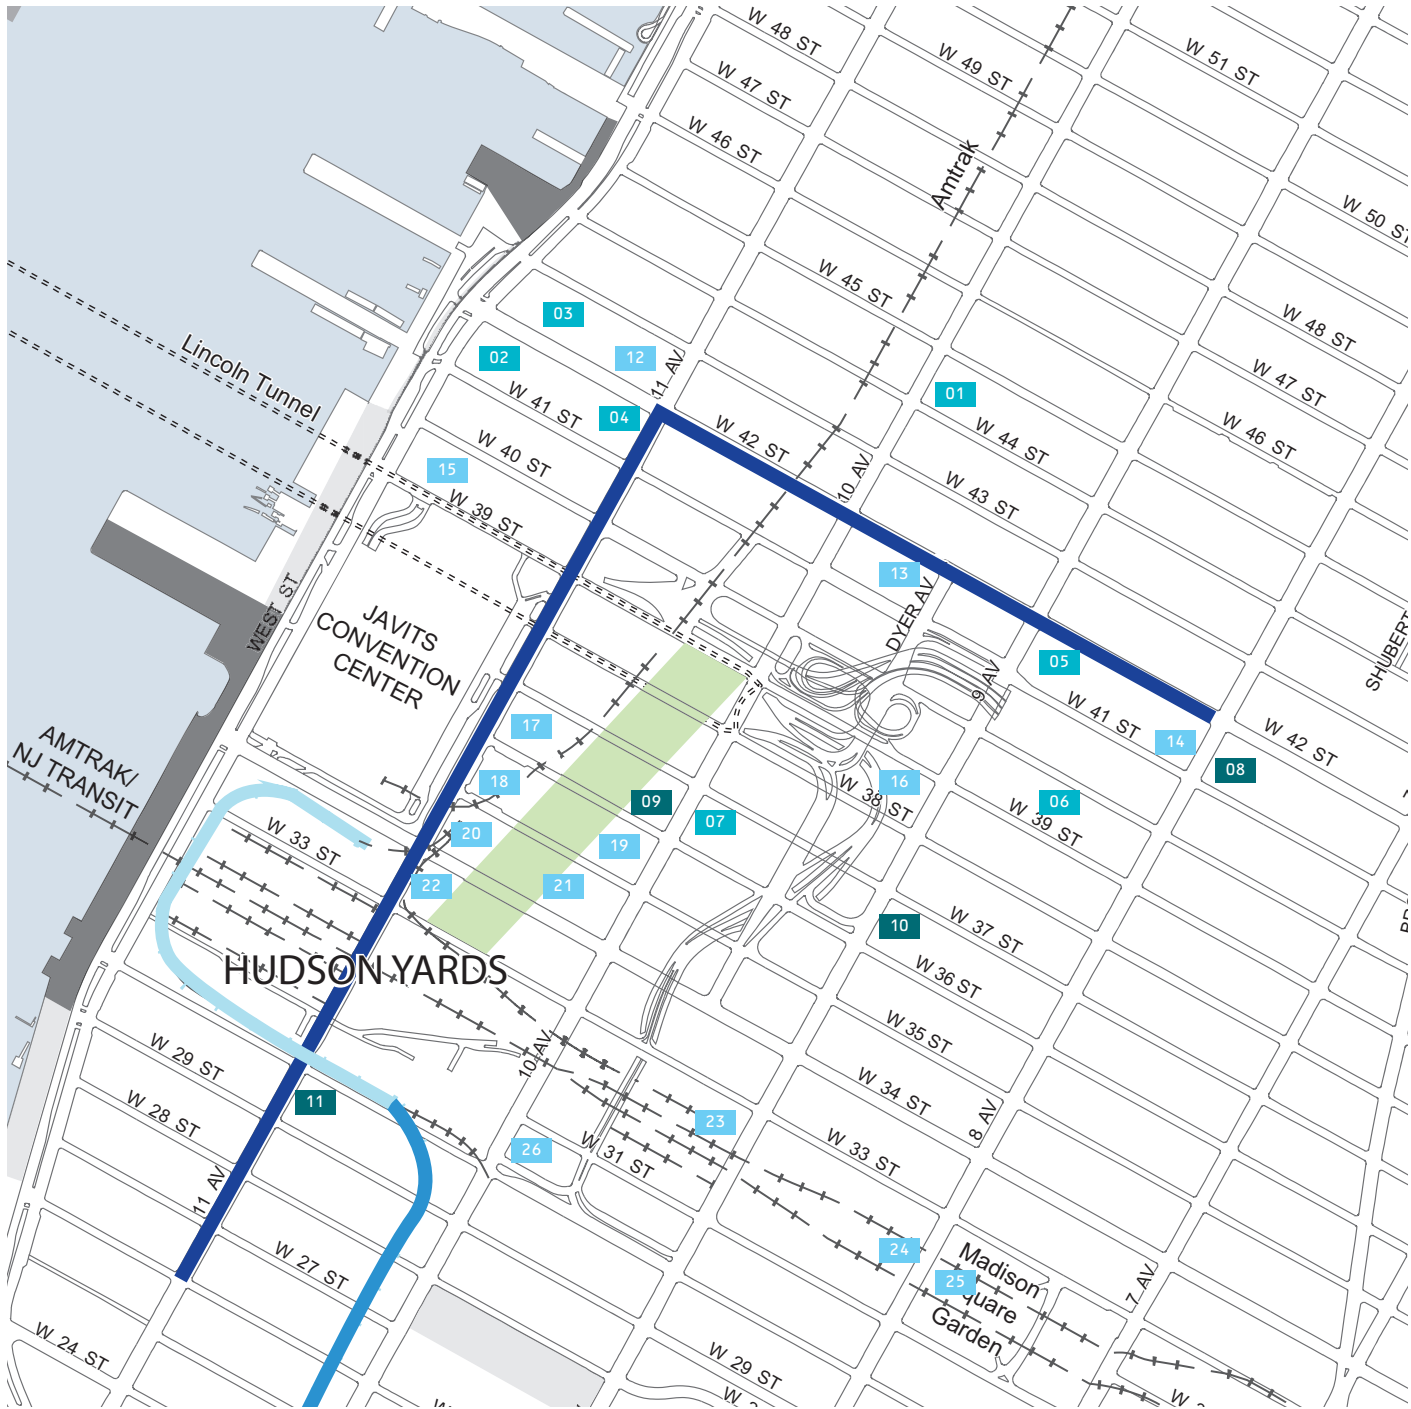 W 48 ST
W 49 ST
W 51 ST
W 47 ST
W 46 ST
Amtrak
W 50 ST
W 45 ST
W 48 ST
03
Lincoln Tunnel
02
12
11 AV
W 47 ST
01
W 41 ST
04
W 42 ST
W 44 ST
W 46 ST
W 40 ST
15
10 AV
W 43 ST
W 39 ST
WEST ST
13
DYER AV
JAVITS
CONVENTION
CENTER
SHUBERT
05
9 AV
W 41 ST
17
14
W 42 ST
AMTRAK/
NJ TRANSIT
08
18
W 38 ST
16
09
06
W 39 ST
07
W 33 ST
20
19
22
21
10
W 37 ST
HUDSON YARDS
W 36 ST
W 35 ST
W 29 ST
10 AV
W 34 ST
11
W 28 ST
23
8 AV
26
W 31 ST
W 33 ST
11 AV
W 27 ST
24
25
Madison
quare
Garden
7 AV
W 24 ST
W 29 ST